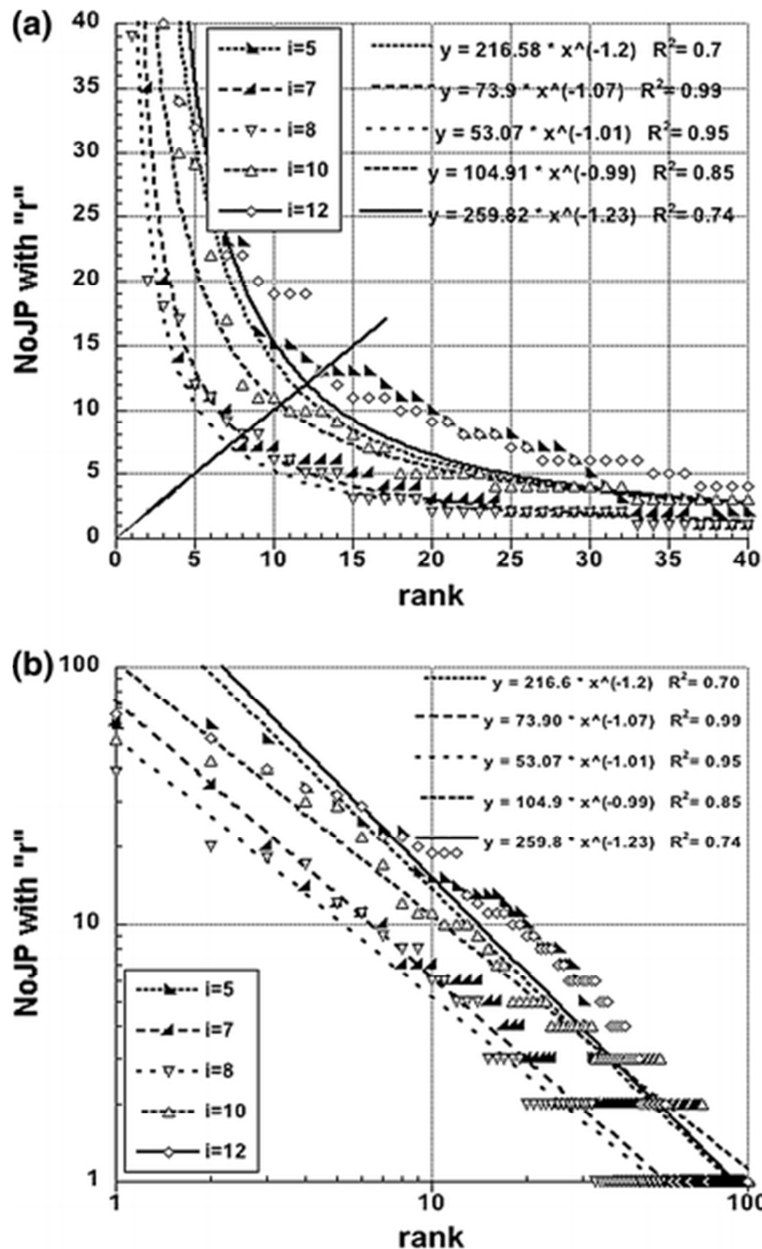 (a)
NoJP with "r"
40
35
30
25
20
15
10
5
0
i=5
i=7
i=8
i=10
i=12
y = 216.58 * x^(-1.2) R²= 0.7
y = 73.9 * x^(-1.07) R²= 0.99
y = 53.07 * x^(-1.01) R²= 0.95
y = 104.91 * x^(-0.99) R²= 0.85
y = 259.82 * x^(-1.23) R²= 0.74
0 5 10 15 20 25 30 35 40
rank
(b)
NoJP with "r"
100
10
1
y = 216.6 * x^(-1.2) R²= 0.70
y = 73.90 * x^(-1.07) R²= 0.99
y = 53.07 * x^(-1.01) R²= 0.95
y = 104.9 * x^(-0.99) R²= 0.85
y = 259.8 * x^(-1.23) R²= 0.74
i=5
i=7
i=8
i=10
i=12
1 10 100
rank